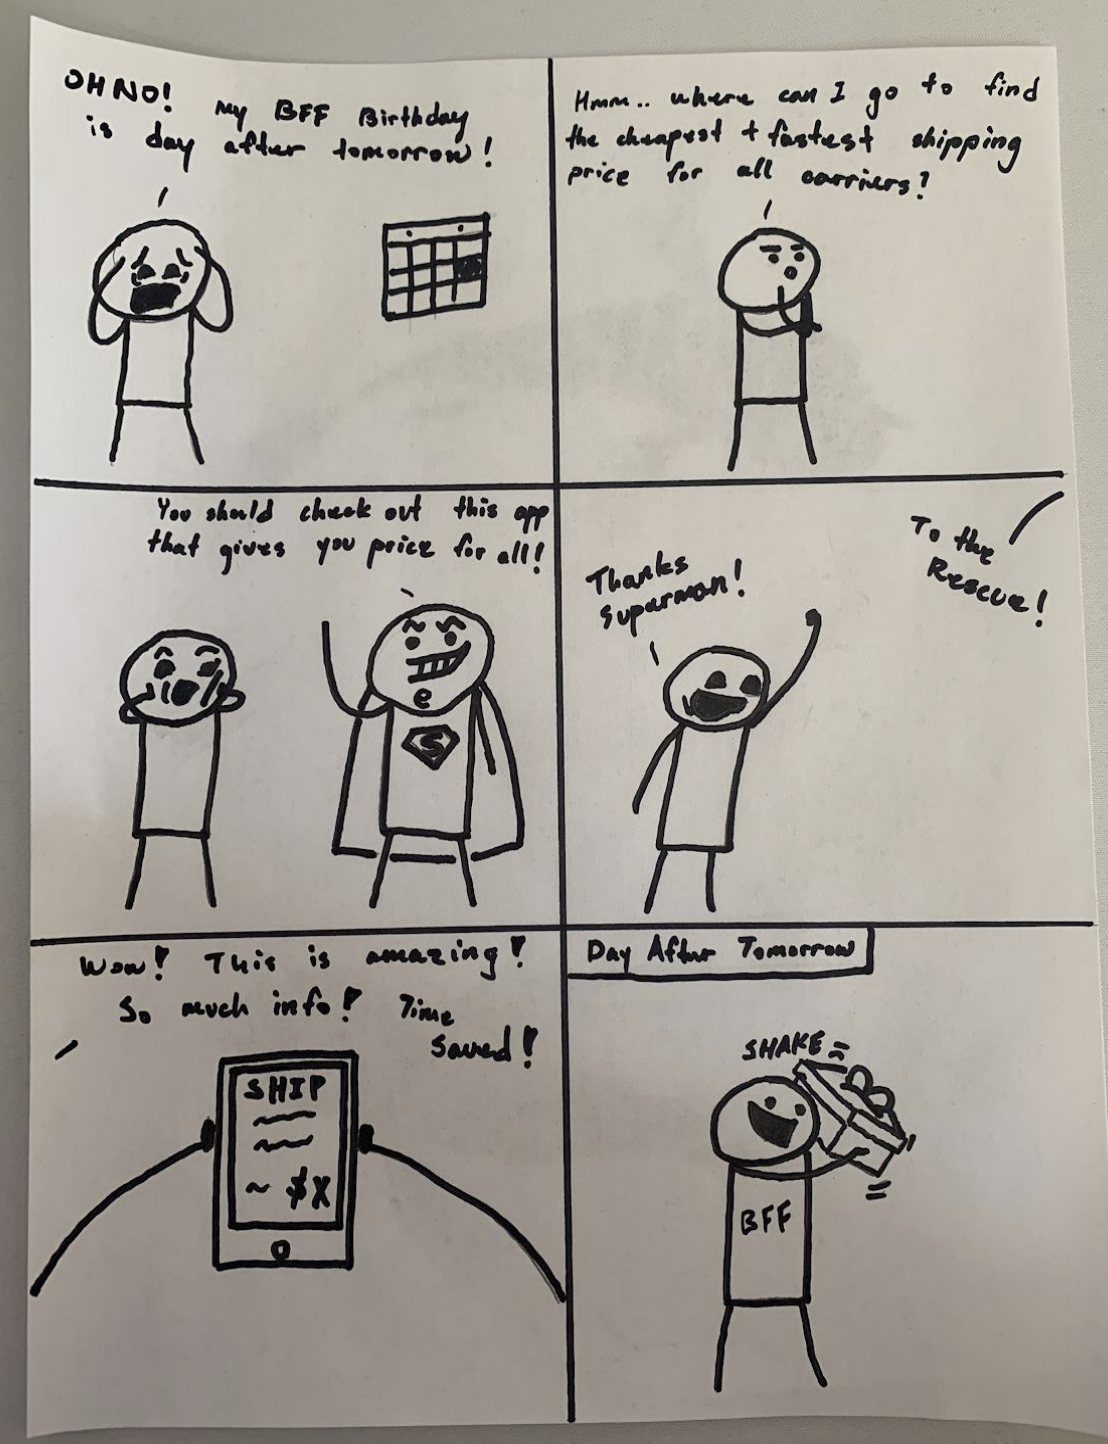 OH NO! My BFF Birthday
is day after tomorrow!
Hmm.. where can I go to find
the cheapest + fastest shipping
price for all carriers?
You should check out this app
that gives you price for all!
S
Thanks
Superman!
To the
Rescue!
Wow! This is amazing!
So much info! Time
saved!
SHIP
~ $X
Day After Tomorrow
SHAKE
BFF